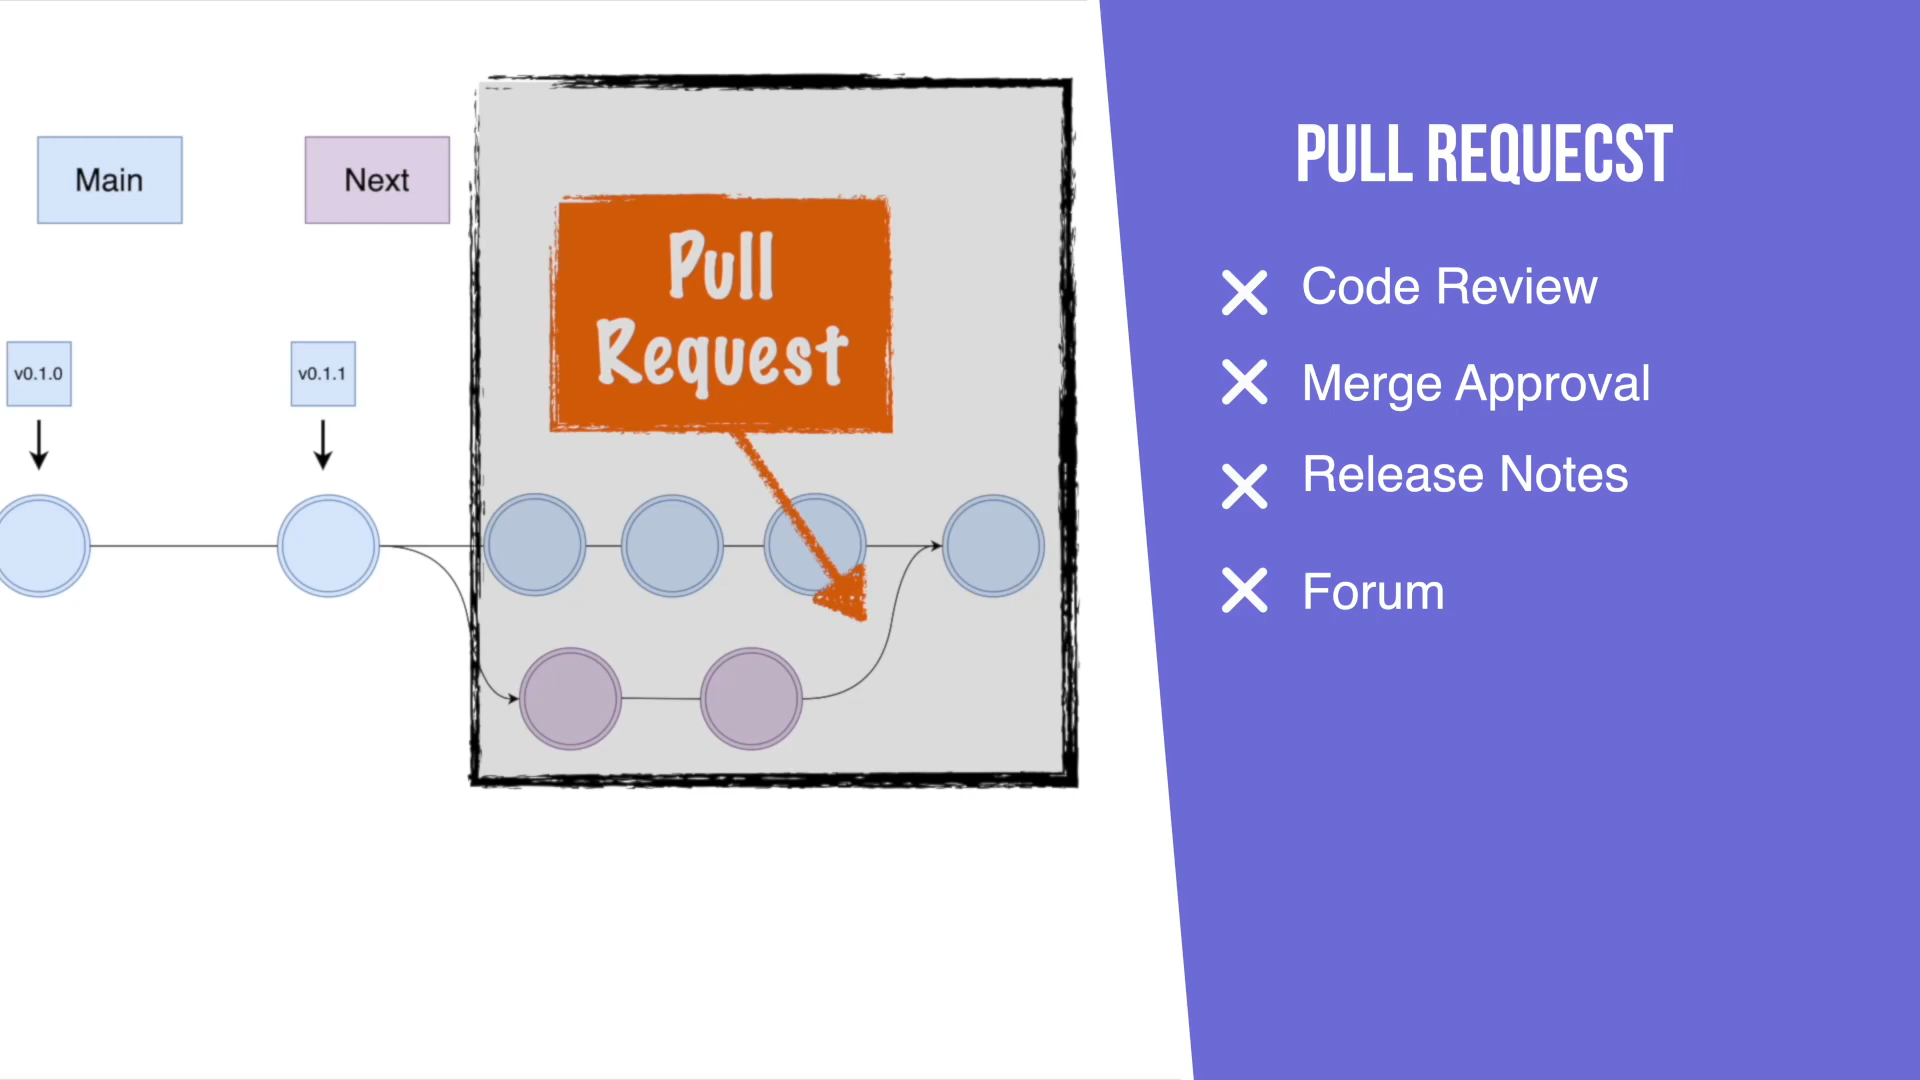 Main
Next
v0.1.0
v0.1.1
Pull
Request
PULL REQUECST
Code Review
Merge Approval
Release Notes
Forum